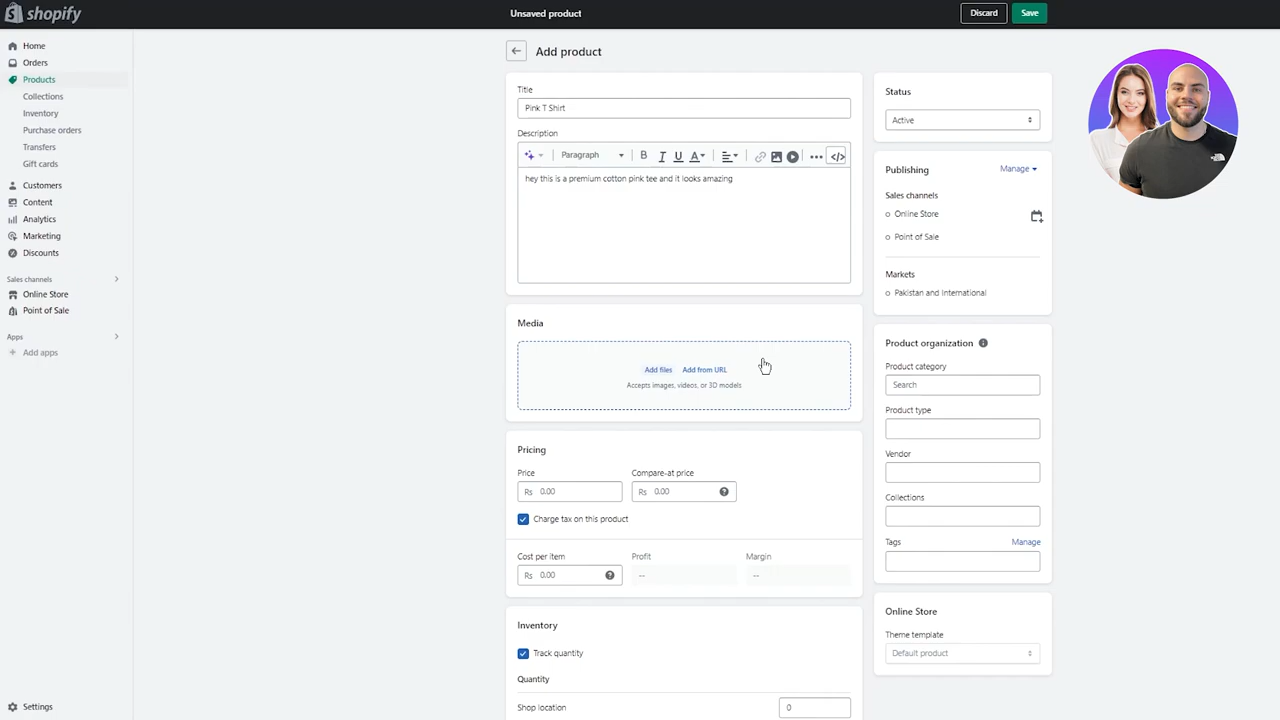 shopify
Unsaved product
Discard
Save
Home
Orders
Products
Collections
Inventory
Purchase orders
Transfers
Gift cards
Customers
Content
Analytics
Marketing
Discounts
Sales channels
Online Store
Point of Sale
Apps
Add apps
Settings
Add product
Title
Pink T Shirt
Description
Paragraph
B I U A
</>
hey this is a premium cotton pink tee and it looks amazing
Media
Add files Add from URL
Accepts images, videos, or 3D models
Pricing
Price Compare-at price
Rs 0.00 Rs 0.00
Charge tax on this product
Cost per item Profit Margin
Rs 0.00 -- --
Inventory
Track quantity
Quantity
Shop location 0
Status
Active
Publishing Manage
Sales channels
Online Store
Point of Sale
Markets
Pakistan and International
Product organization
Product category
Search
Product type
Vendor
Collections
Tags Manage
Online Store
Theme template
Default product